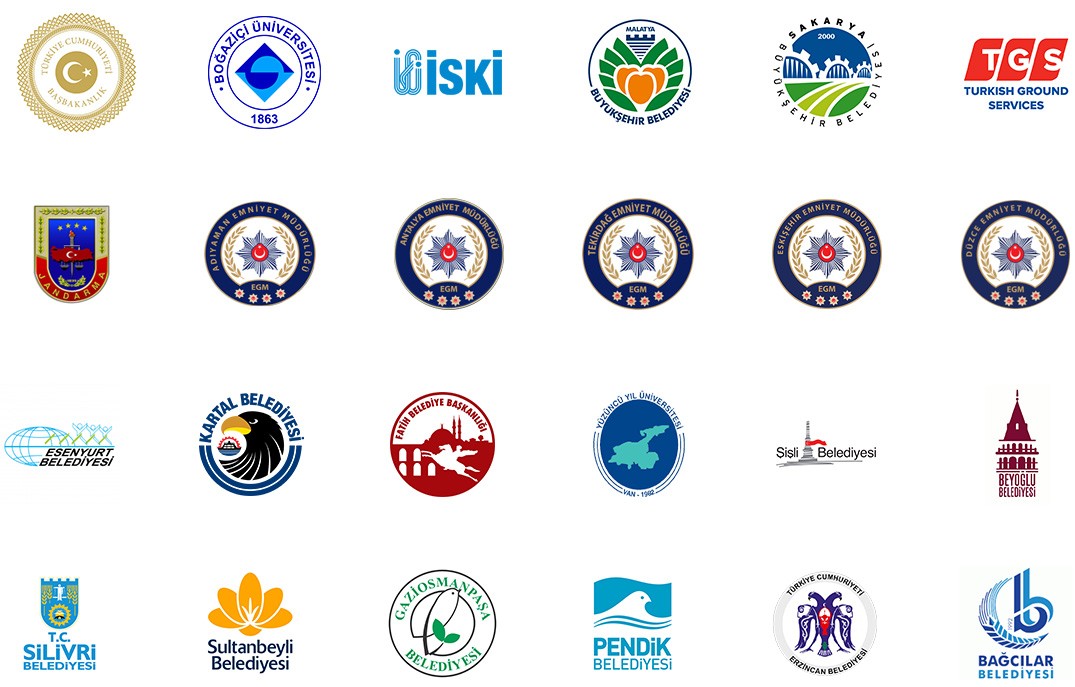 TÜRKİYE CUMHURİYETİ
BAŞBAKANLIK
BOĞAZİÇİ ÜNİVERSİTESİ
1863
İSKİ
MALATYA
BÜYÜKŞEHİR BELEDİYESİ
SAKARYA
2000
BÜYÜKŞEHİR BELEDİYESİ
TGS
TURKISH GROUND
SERVICES
JANDARMA
ADIYAMAN EMNİYET MÜDÜRLÜĞÜ
EGM
ANTALYA EMNİYET MÜDÜRLÜĞÜ
EGM
TEKİRDAĞ EMNİYET MÜDÜRLÜĞÜ
EGM
ESKİŞEHİR EMNİYET MÜDÜRLÜĞÜ
EGM
DÜZCE EMNİYET MÜDÜRLÜĞÜ
EGM
ESENYURT
BELEDİYESİ
KARTAL BELEDİYESİ
FATİH BELEDİYE BAŞKANLIĞI
YÜZÜNCÜ YIL ÜNİVERSİTESİ
VAN - 1982
Şişli Belediyesi
BEYOĞLU
BELEDİYESİ
T.C.
SİLİVRİ
BELEDİYESİ
Sultanbeyli
Belediyesi
GAZİOSMANPAŞA
BELEDİYESİ
PENDİK
BELEDİYESİ
TÜRKİYE CUMHURİYETİ
ERZİNCAN BELEDİYESİ
b
BAĞCILAR
BELEDİYESİ